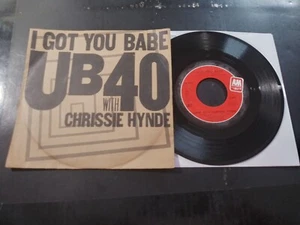 I GOT YOU BABE
UB40
WITH
CHRISSIE HYNDE
A&M